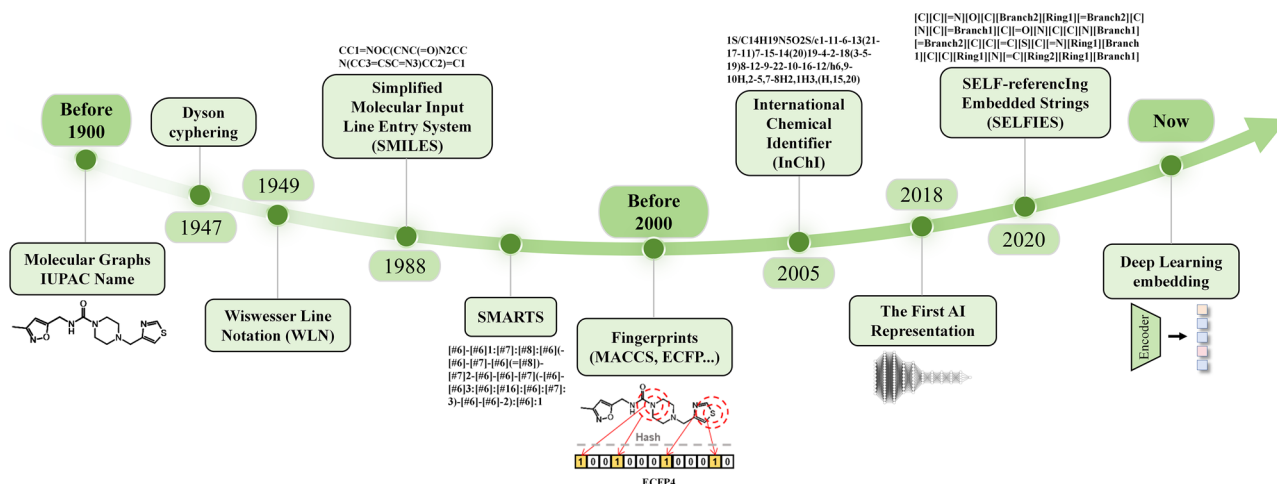 Before
1900
Molecular Graphs
IUPAC Name
N
O
N
H
O
N
N
N
S
Dyson
cyphering
1947
1949
Wiswesser Line
Notation (WLN)
CC1=NOC(CNC(=O)N2CC
N(CC3=CSC=N3)CC2)=C1
Simplified
Molecular Input
Line Entry System
(SMILES)
1988
SMARTS
[#6]-[#6]1:[#7]:[#8]:[#6](-
[#6]-[#7]-[#6](=[#8])-
[#7]2-[#6]-[#6]-[#7](-[#6]-
[#6]3:[#6]:[#16]:[#6]:[#7]:
3)-[#6]-[#6]-2):[#6]:1
Before
2000
Fingerprints
(MACCS, ECFP...)
N
O
N
H
O
N
N
N
S
Hash
1 0 0 1 0 0 0 1 0 0 0 1 0
ECFP4
1S/C14H19N5O2S/c1-11-6-13(21-
17-11)7-15-14(20)19-4-2-18(3-5-
19)8-12-9-22-10-16-12/h6,9-
10H,2-5,7-8H2,1H3,(H,15,20)
International
Chemical
Identifier
(InChI)
2005
2018
The First AI
Representation
[C][C][=N][O][C][Branch2][Ring1][=Branch2][C]
[N][C][=Branch1][C][=O][N][C][C][N][Branch1]
[=Branch2][C][C][=C][S][C][=N][Ring1][Branch
1][C][C][Ring1][N][=C][Ring2][Ring1][Branch1]
SELF-referencIng
Embedded Strings
(SELFIES)
2020
Now
Deep Learning
embedding
Encoder